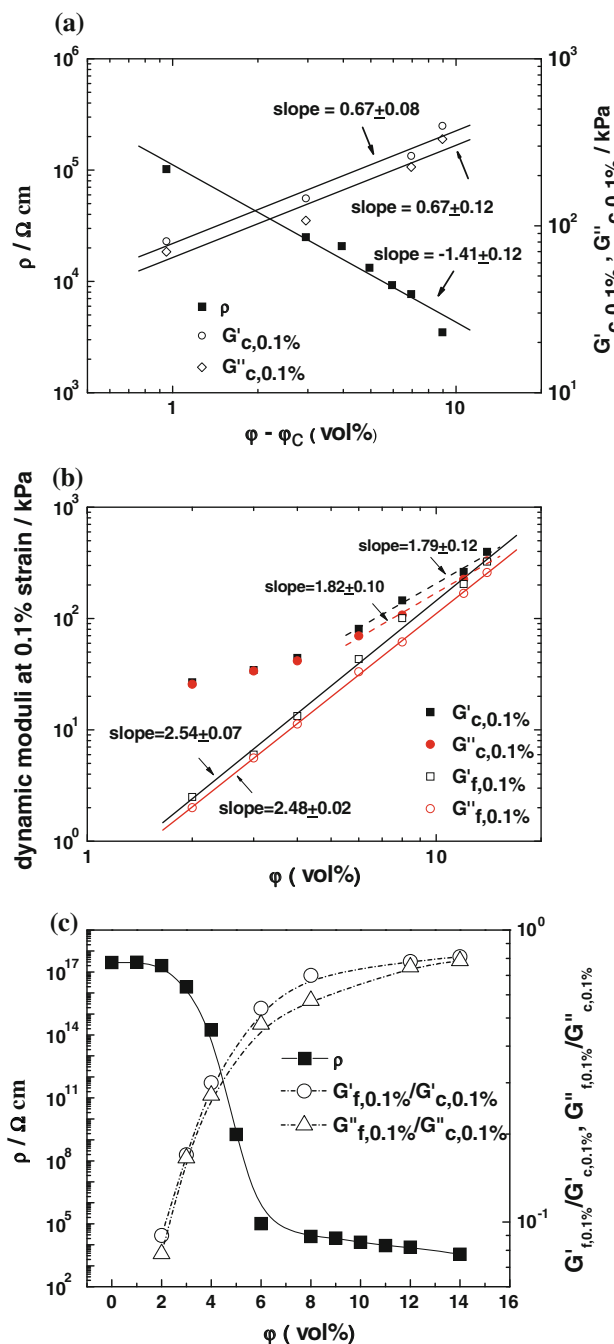 (a)
10⁶
10⁵
10⁴
10³
ρ / Ω cm
10³
10²
10¹
G'c,0.1% , G''c,0.1% / kPa
slope = 0.67±0.08
slope = 0.67±0.12
slope = -1.41±0.12
ρ
G'c,0.1%
G''c,0.1%
1
10
φ - φC ( vol%)
(b)
dynamic moduli at 0.1% strain / kPa
10³
10²
10¹
10⁰
slope=1.79±0.12
slope=1.82±0.10
slope=2.54±0.07
slope=2.48±0.02
G'c,0.1%
G''c,0.1%
G'f,0.1%
G''f,0.1%
1
10
φ ( vol%)
(c)
ρ / Ω cm
10¹⁷
10¹⁴
10¹¹
10⁸
10⁵
10²
10⁰
10⁻¹
G'f,0.1%/G'c,0.1%, G''f,0.1%/G''c,0.1%
ρ
G'f,0.1%/G'c,0.1%
G''f,0.1%/G''c,0.1%
0 2 4 6 8 10 12 14 16
φ ( vol%)